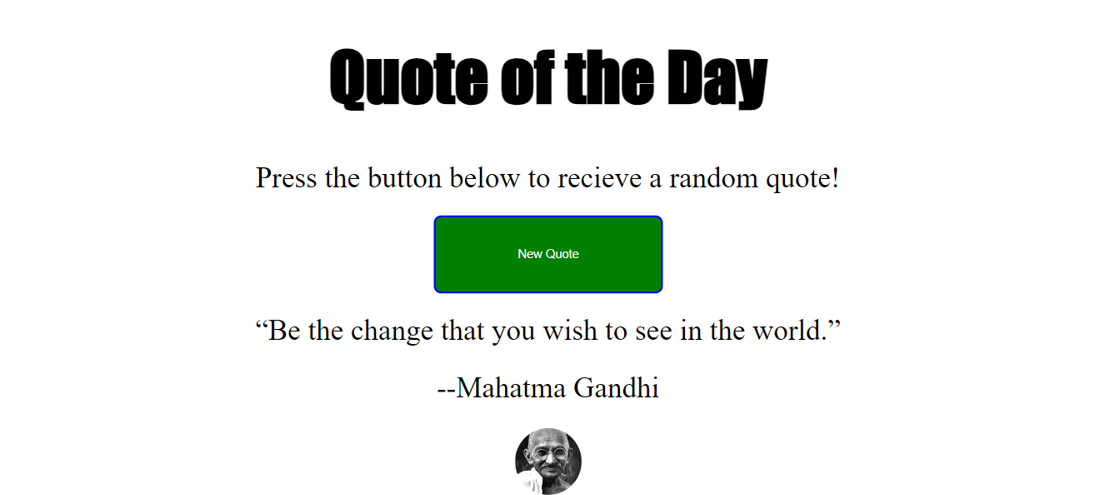 Quote of the Day
Press the button below to recieve a random quote!
New Quote
“Be the change that you wish to see in the world.”
--Mahatma Gandhi